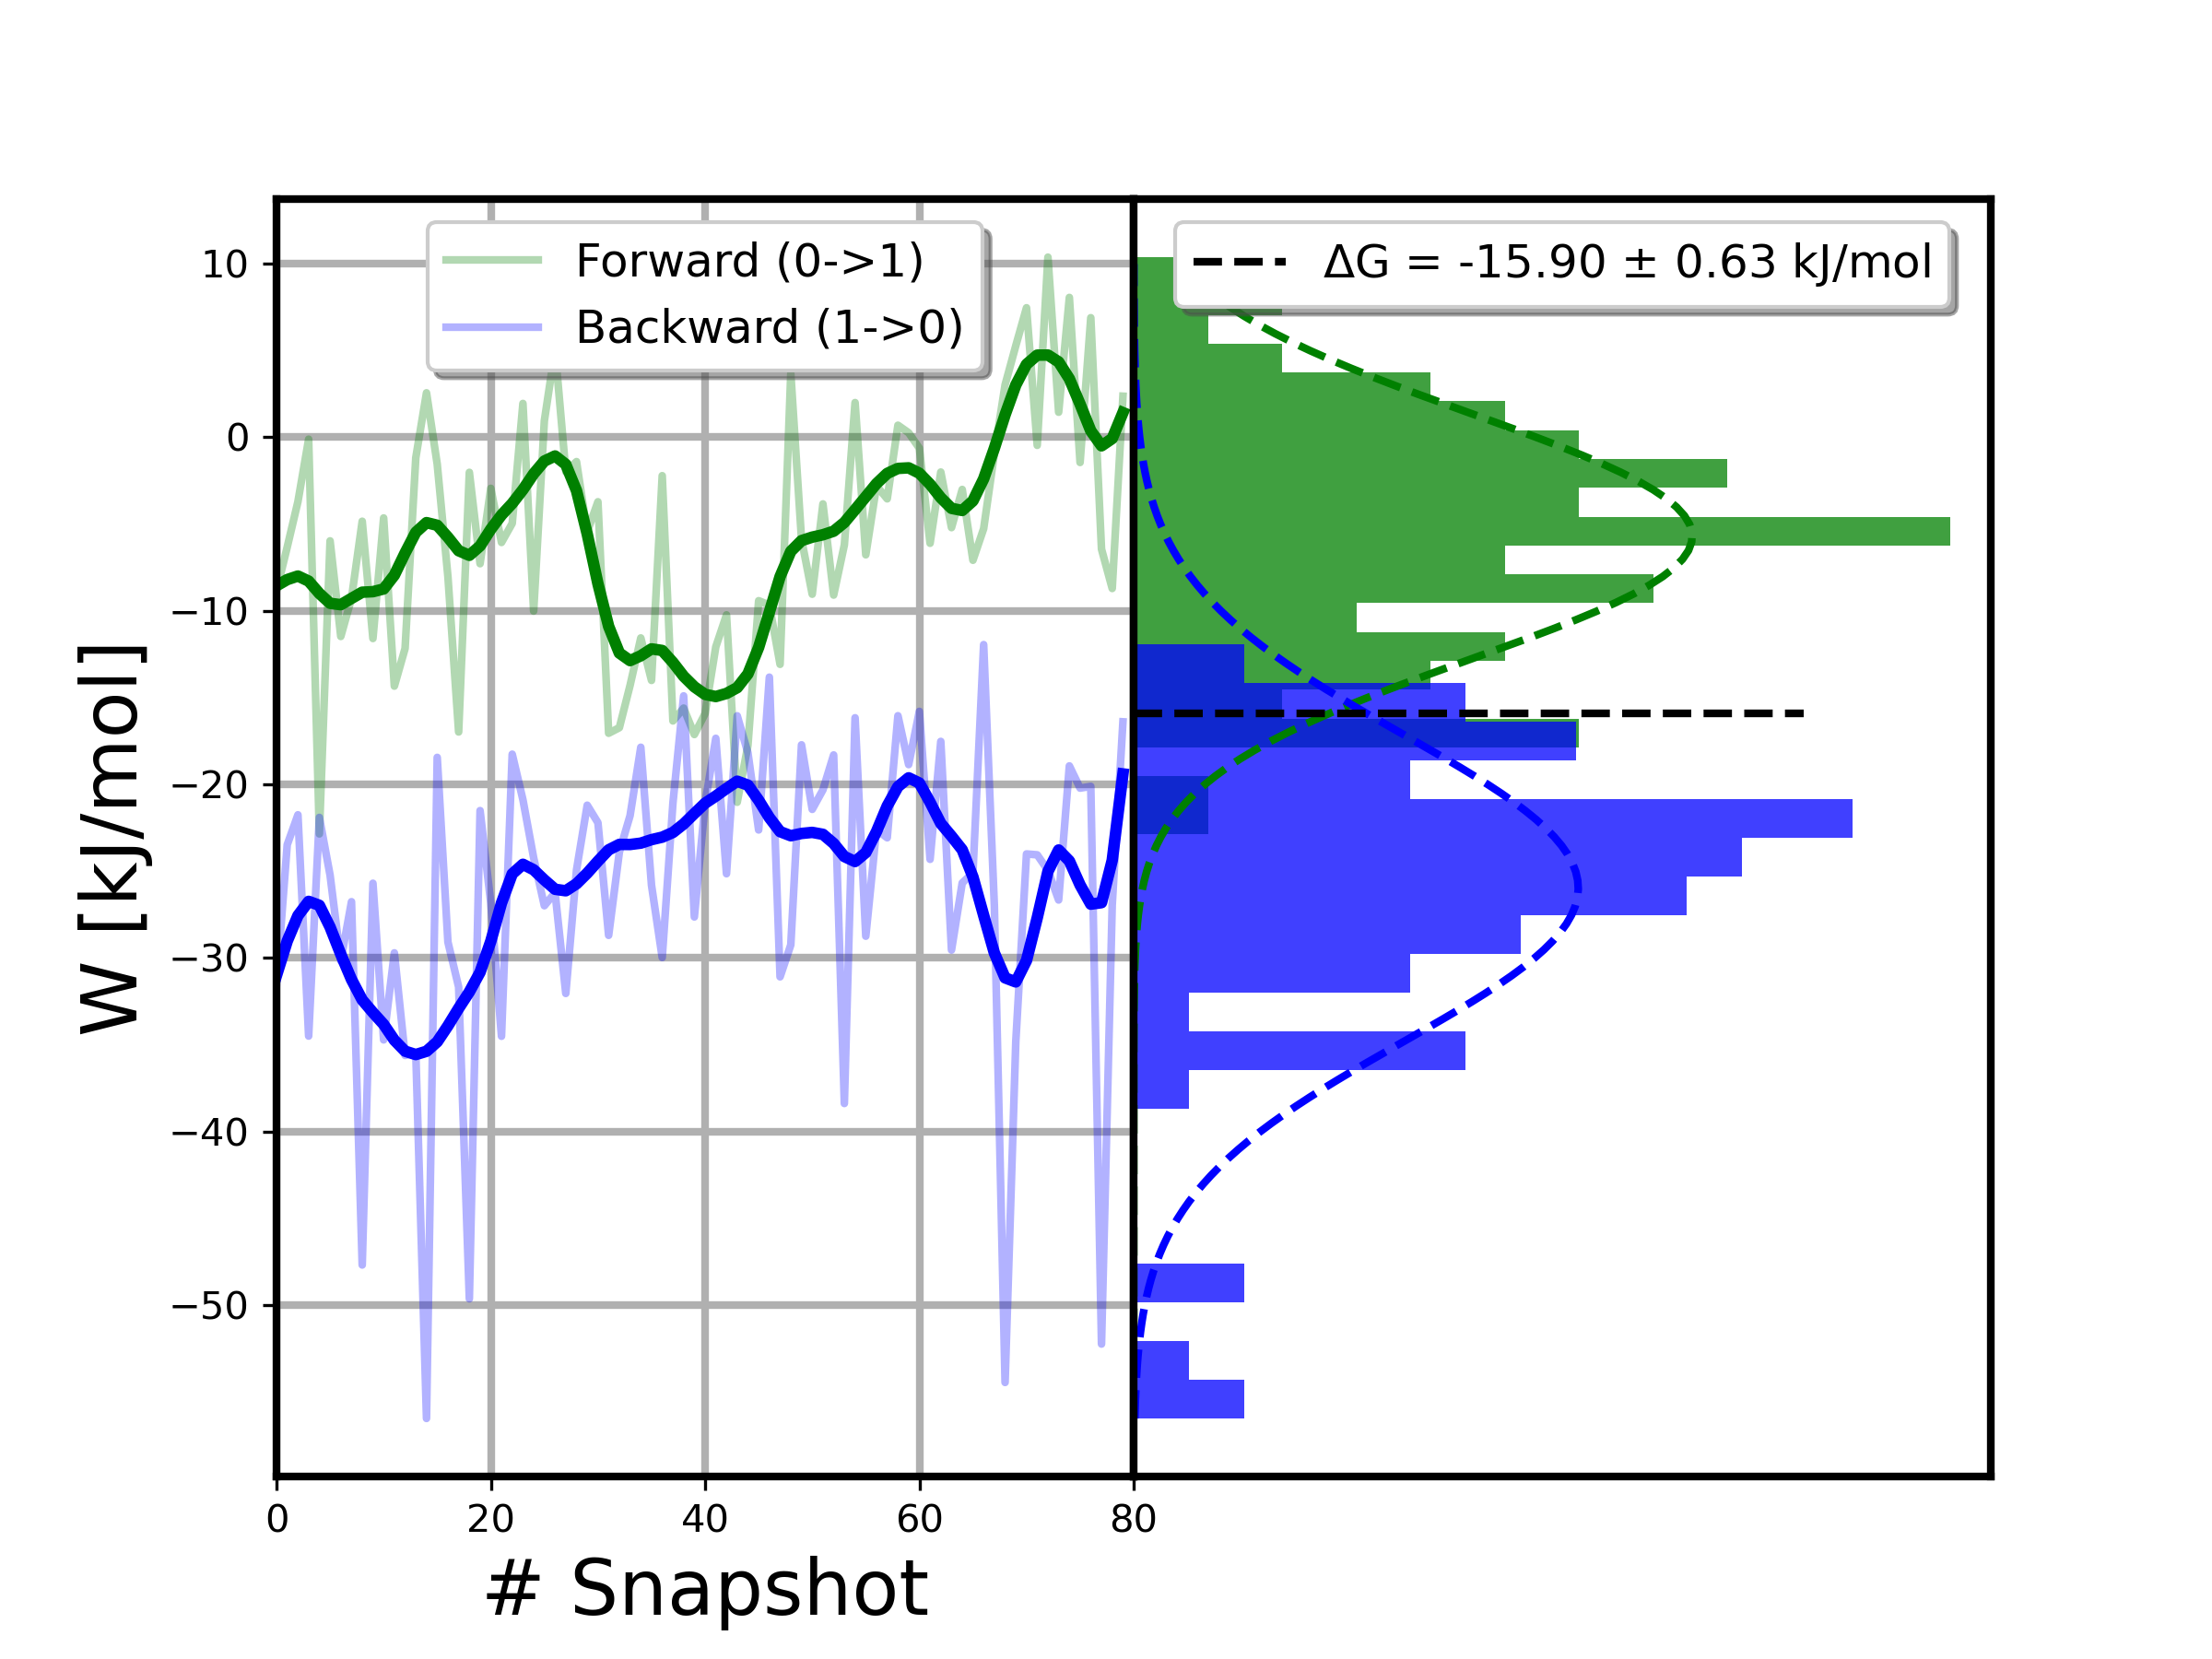 Forward (0->1)
Backward (1->0)
ΔG = -15.90 ± 0.63 kJ/mol
10
0
−10
−20
−30
−40
−50
W [kJ/mol]
0 20 40 60 80
# Snapshot